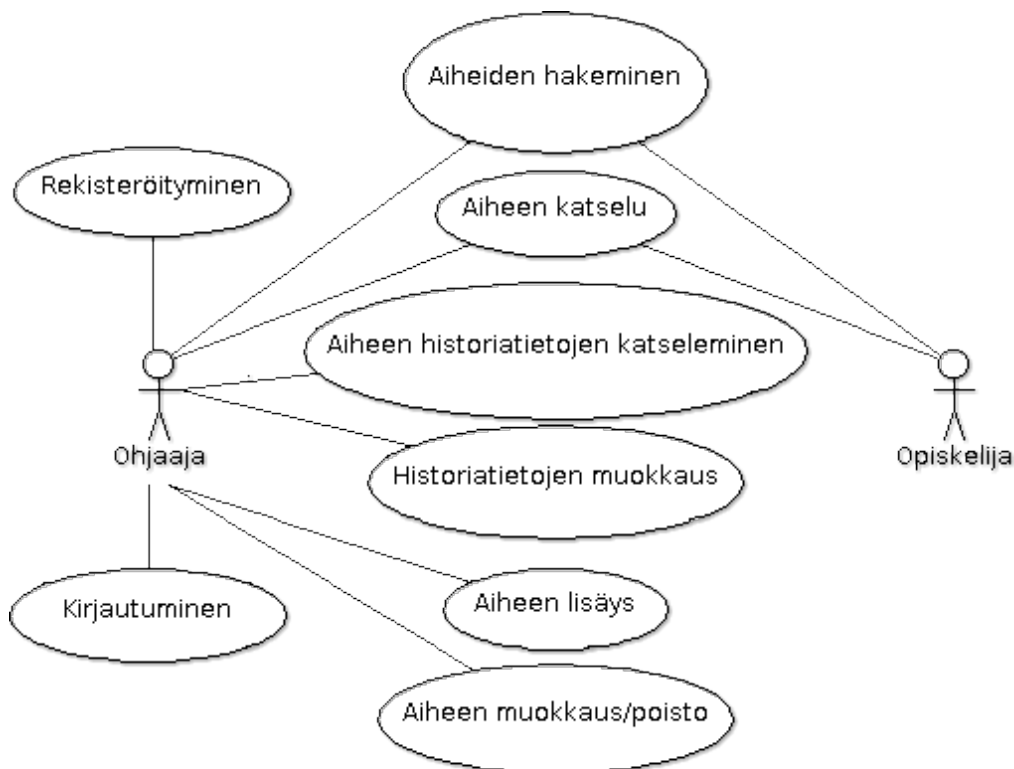 Aiheiden hakeminen
Rekisteröityminen
Aiheen katselu
Aiheen historiatietojen katseleminen
Ohjaaja
Opiskelija
Historiatietojen muokkaus
Kirjautuminen
Aiheen lisäys
Aiheen muokkaus/poisto